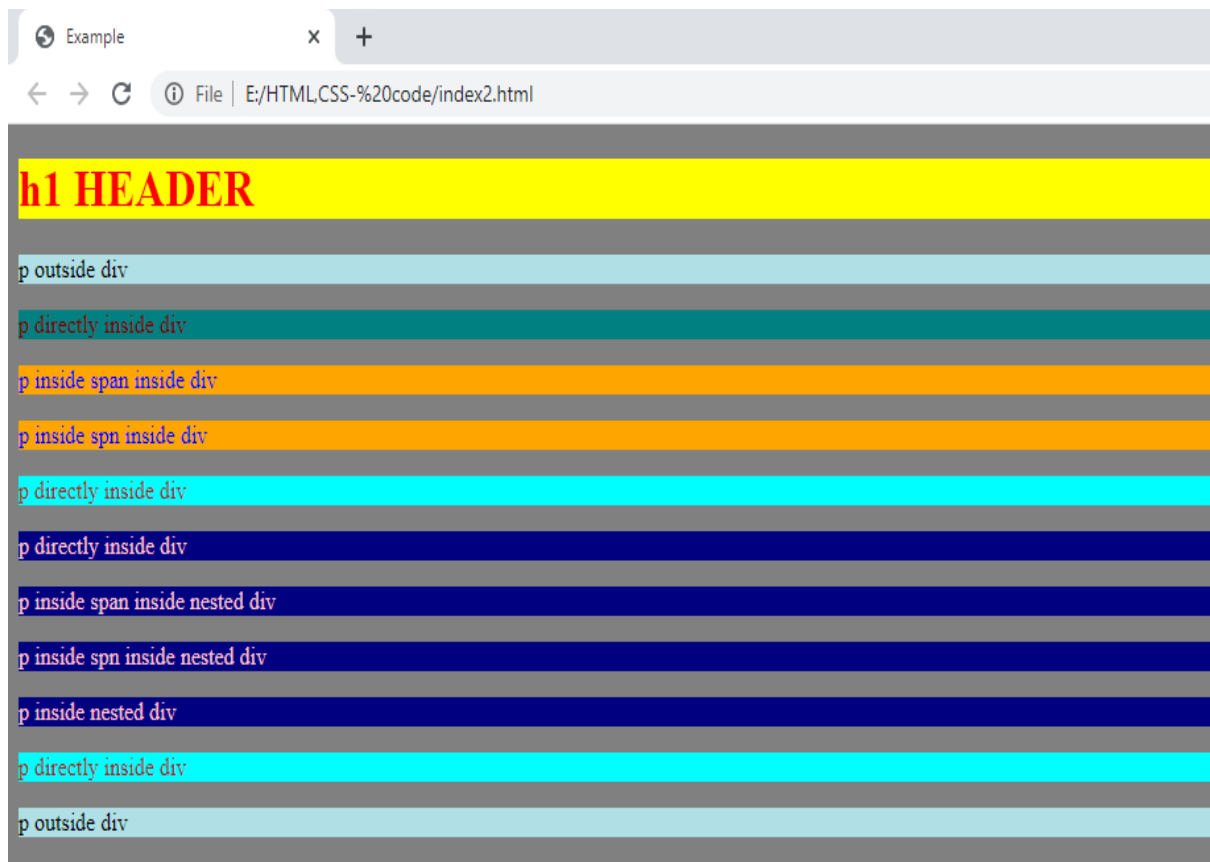 Example
File E:/HTML,CSS-%20code/index2.html
h1 HEADER
p outside div
p directly inside div
p inside span inside div
p inside spn inside div
p directly inside div
p directly inside div
p inside span inside nested div
p inside spn inside nested div
p inside nested div
p directly inside div
p outside div